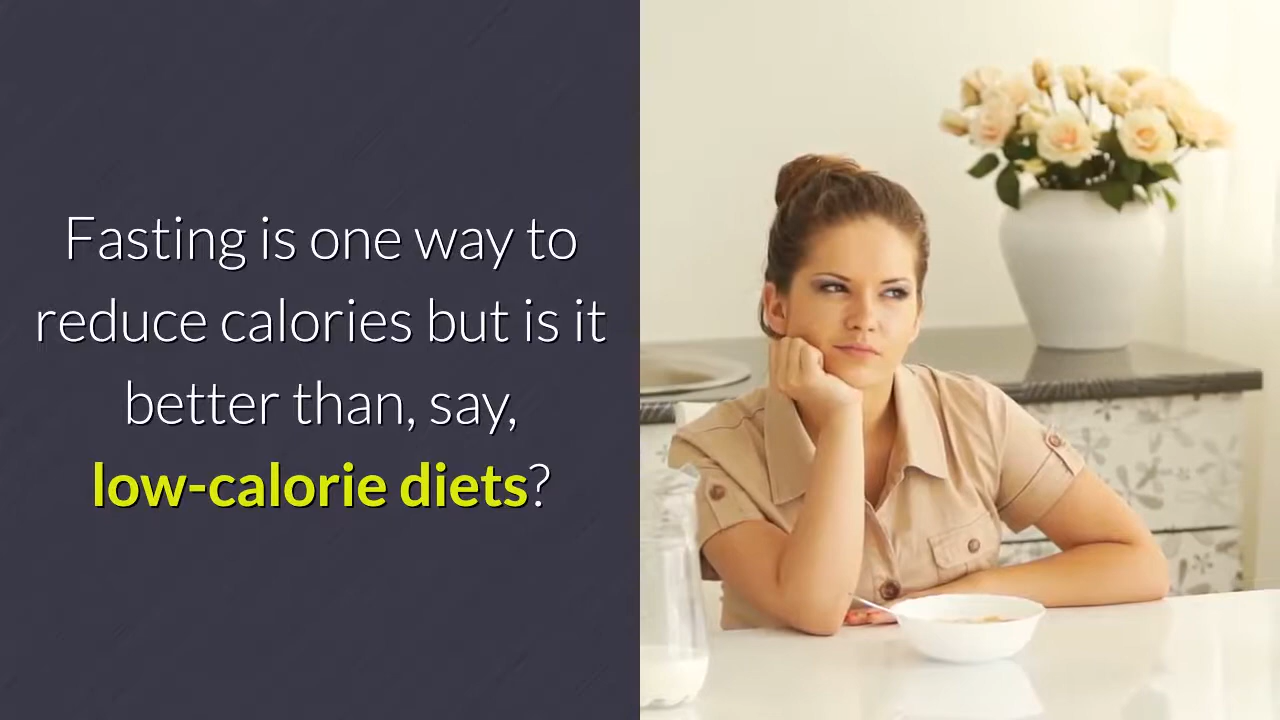 Fasting is one way to
reduce calories but is it
better than, say,
low-calorie diets?